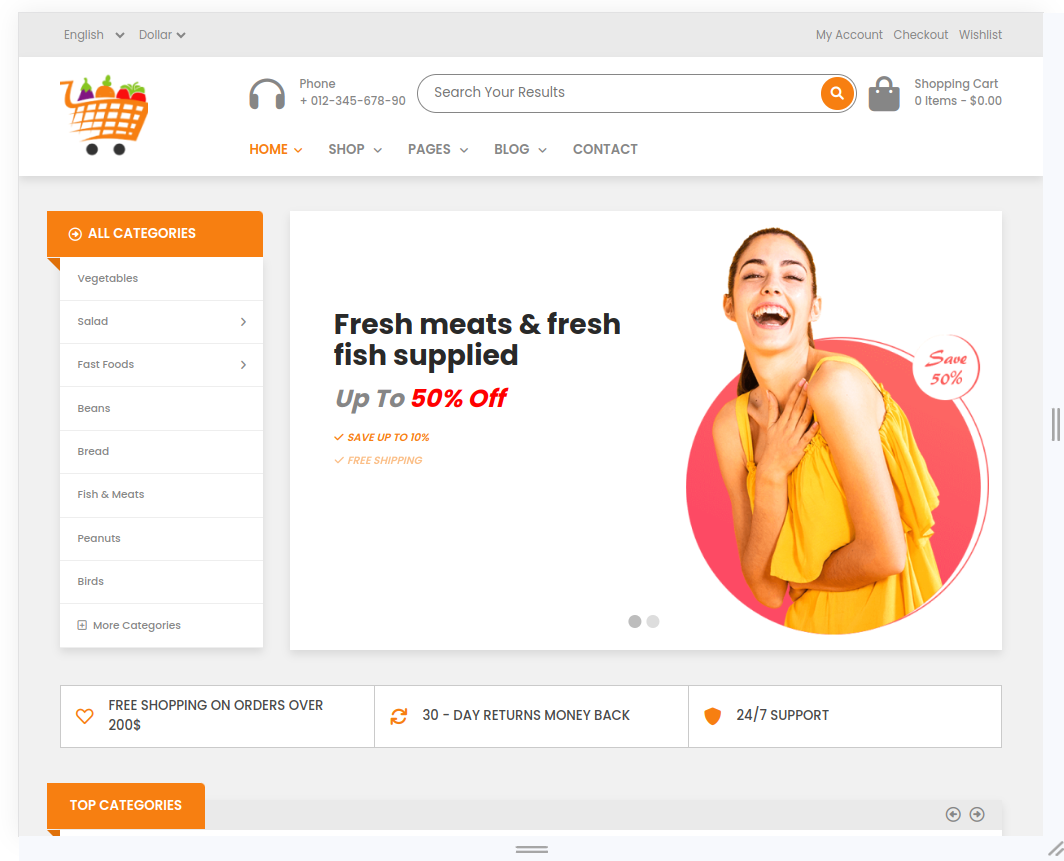 English Dollar My Account Checkout Wishlist
Phone
+ 012-345-678-90
Search Your Results
Shopping Cart
0 Items - $0.00
HOME SHOP PAGES BLOG CONTACT
ALL CATEGORIES
Vegetables
Salad
Fast Foods
Beans
Bread
Fish & Meats
Peanuts
Birds
More Categories
Fresh meats & fresh
fish supplied
Up To 50% Off
SAVE UP TO 10%
FREE SHIPPING
Save
50%
FREE SHOPPING ON ORDERS OVER
200$
30 - DAY RETURNS MONEY BACK
24/7 SUPPORT
TOP CATEGORIES